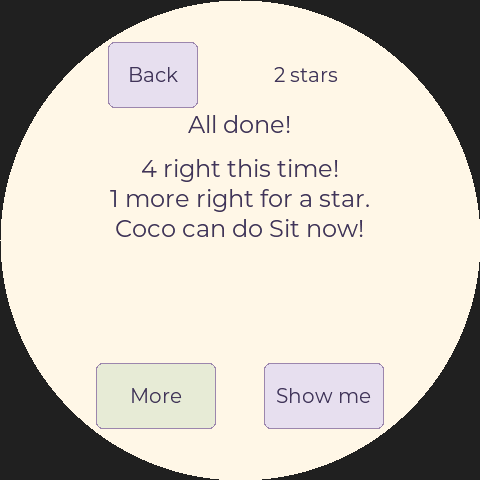 Back
2 stars
All done!
4 right this time!
1 more right for a star.
Coco can do Sit now!
More
Show me